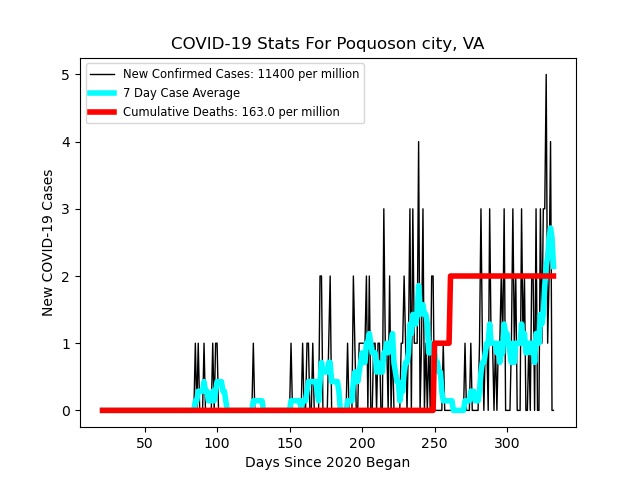 COVID-19 Stats For Poquoson city, VA
New Confirmed Cases: 11400 per million
7 Day Case Average
Cumulative Deaths: 163.0 per million
New COVID-19 Cases
5
4
3
2
1
0
50 100 150 200 250 300
Days Since 2020 Began